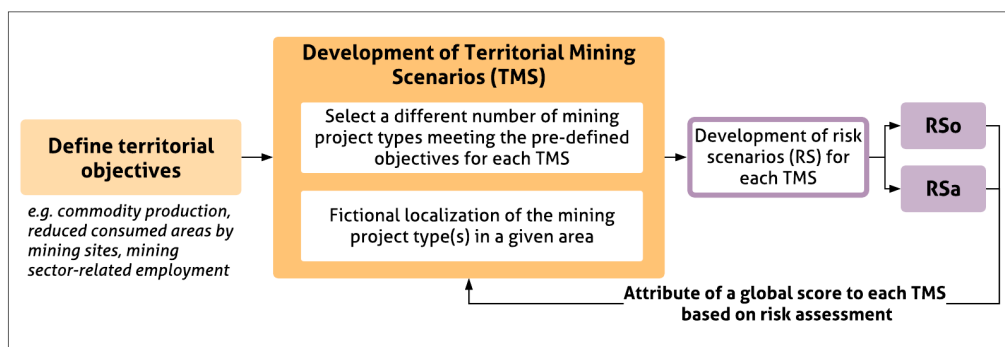 Define territorial
objectives
e.g. commodity production,
reduced consumed areas by
mining sites, mining
sector-related employment
Development of Territorial Mining
Scenarios (TMS)
Select a different number of mining
project types meeting the pre-defined
objectives for each TMS
Fictional localization of the mining
project type(s) in a given area
Development of risk
scenarios (RS) for
each TMS
RSo
RSa
Attribute of a global score to each TMS
based on risk assessment